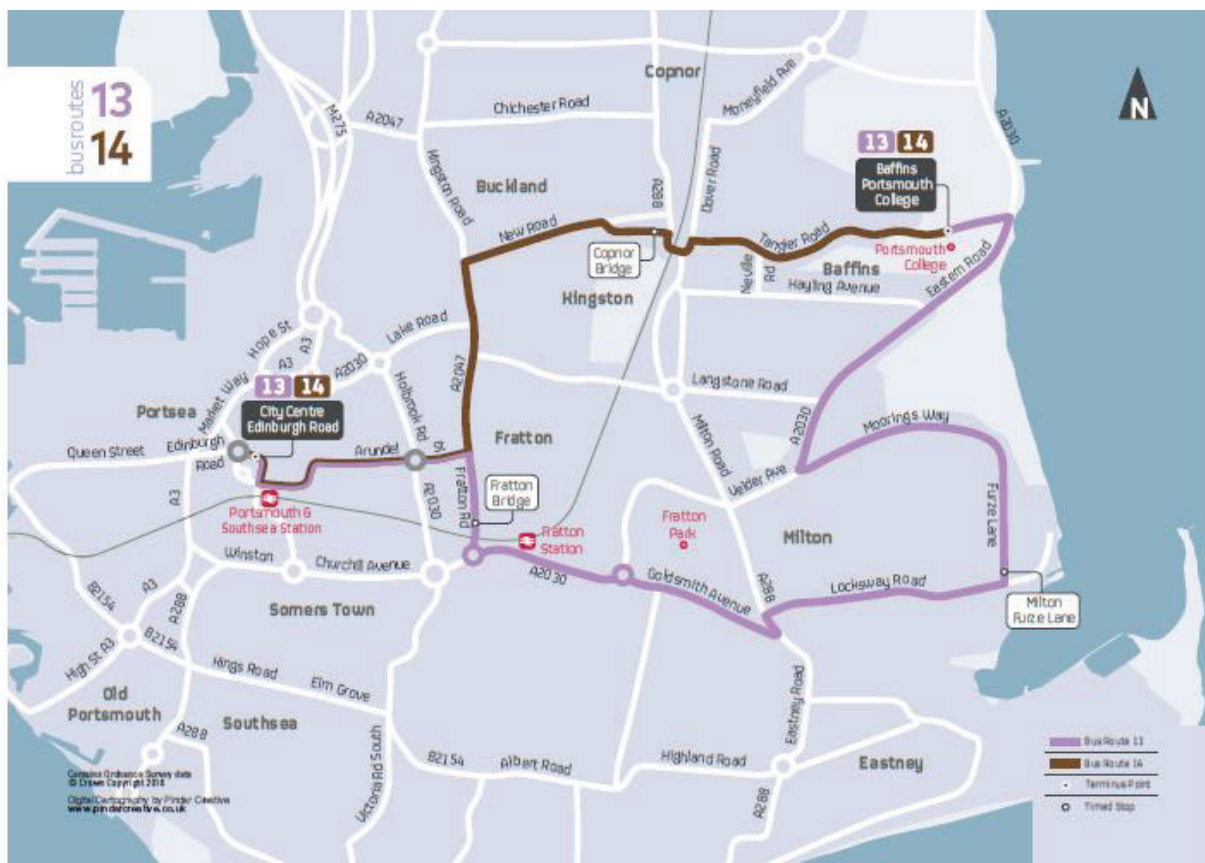 busroutes
13
14
Copnor
Moneyfield Ave
Chichester Road
M275
A2047
A2030
N
Kingston Road
Buckland
A288
Dover Road
13 14
Baffins
Portsmouth
College
New Road
Copnor
Bridge
Tangier Road
Portsmouth
College
Neville
Rd
Baffins
Hayling Avenue
Eastern Road
Kingston
Hope St
A3
Lake Road
Market Way
A3
A2030
A2047
13 14
City Centre
Edinburgh Road
Holbrook Rd
Langstone Road
Portsea
Milton Road
A2030
Moorings Way
Queen Street
Edinburgh
Road
Arundel
St
Fratton
Velder Ave
A3
Fratton Rd
Fratton
Bridge
A2030
Furze Lane
Portsmouth &
Southsea Station
Fratton
Station
Fratton
Park
Milton
Winston
Churchill Avenue
A2030
Goldsmith Avenue
A288
Locksway Road
B2154
A3
A288
Somers Town
Milton
Furze Lane
High St A3
B2154
Kings Road
Elm Grove
Old
Portsmouth
Southsea
A288
Victoria Rd South
Eastney Road
B2154
Albert Road
Highland Road
Eastney
A288
Contains Ordnance Survey data
© Crown Copyright 2016
Digital Cartography by Pindar Creative
www.pindarcreative.co.uk
Bus Route 13
Bus Route 14
Terminus Point
Timed Stop